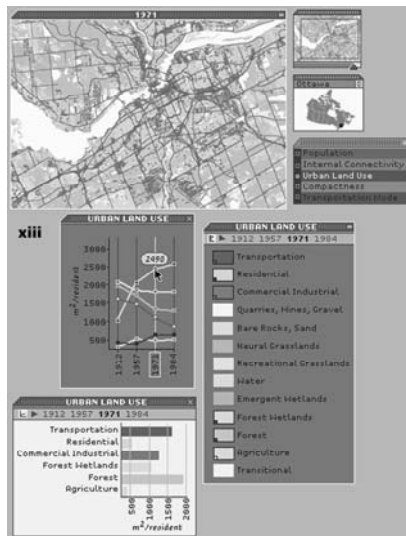 1971
Ottawa
Population
Internal Connectivity
Urban Land Use
Compactness
Transportation Mode
xiii
URBAN LAND USE
3000
2500
2000
1500
1000
500
m²/resident
2490
1912
1957
1971
1984
URBAN LAND USE
1912 1957 1971 1984
Transportation
Residential
Commercial Industrial
Quarries, Mines, Gravel
Bare Rocks, Sand
Neural Grasslands
Recreational Grasslands
Water
Emergent Wetlands
Forest Wetlands
Forest
Agriculture
Transitional
URBAN LAND USE
1912 1957 1971 1984
Transportation
Residential
Commercial Industrial
Forest Wetlands
Forest
Agriculture
500
1000
1500
2000
m²/resident